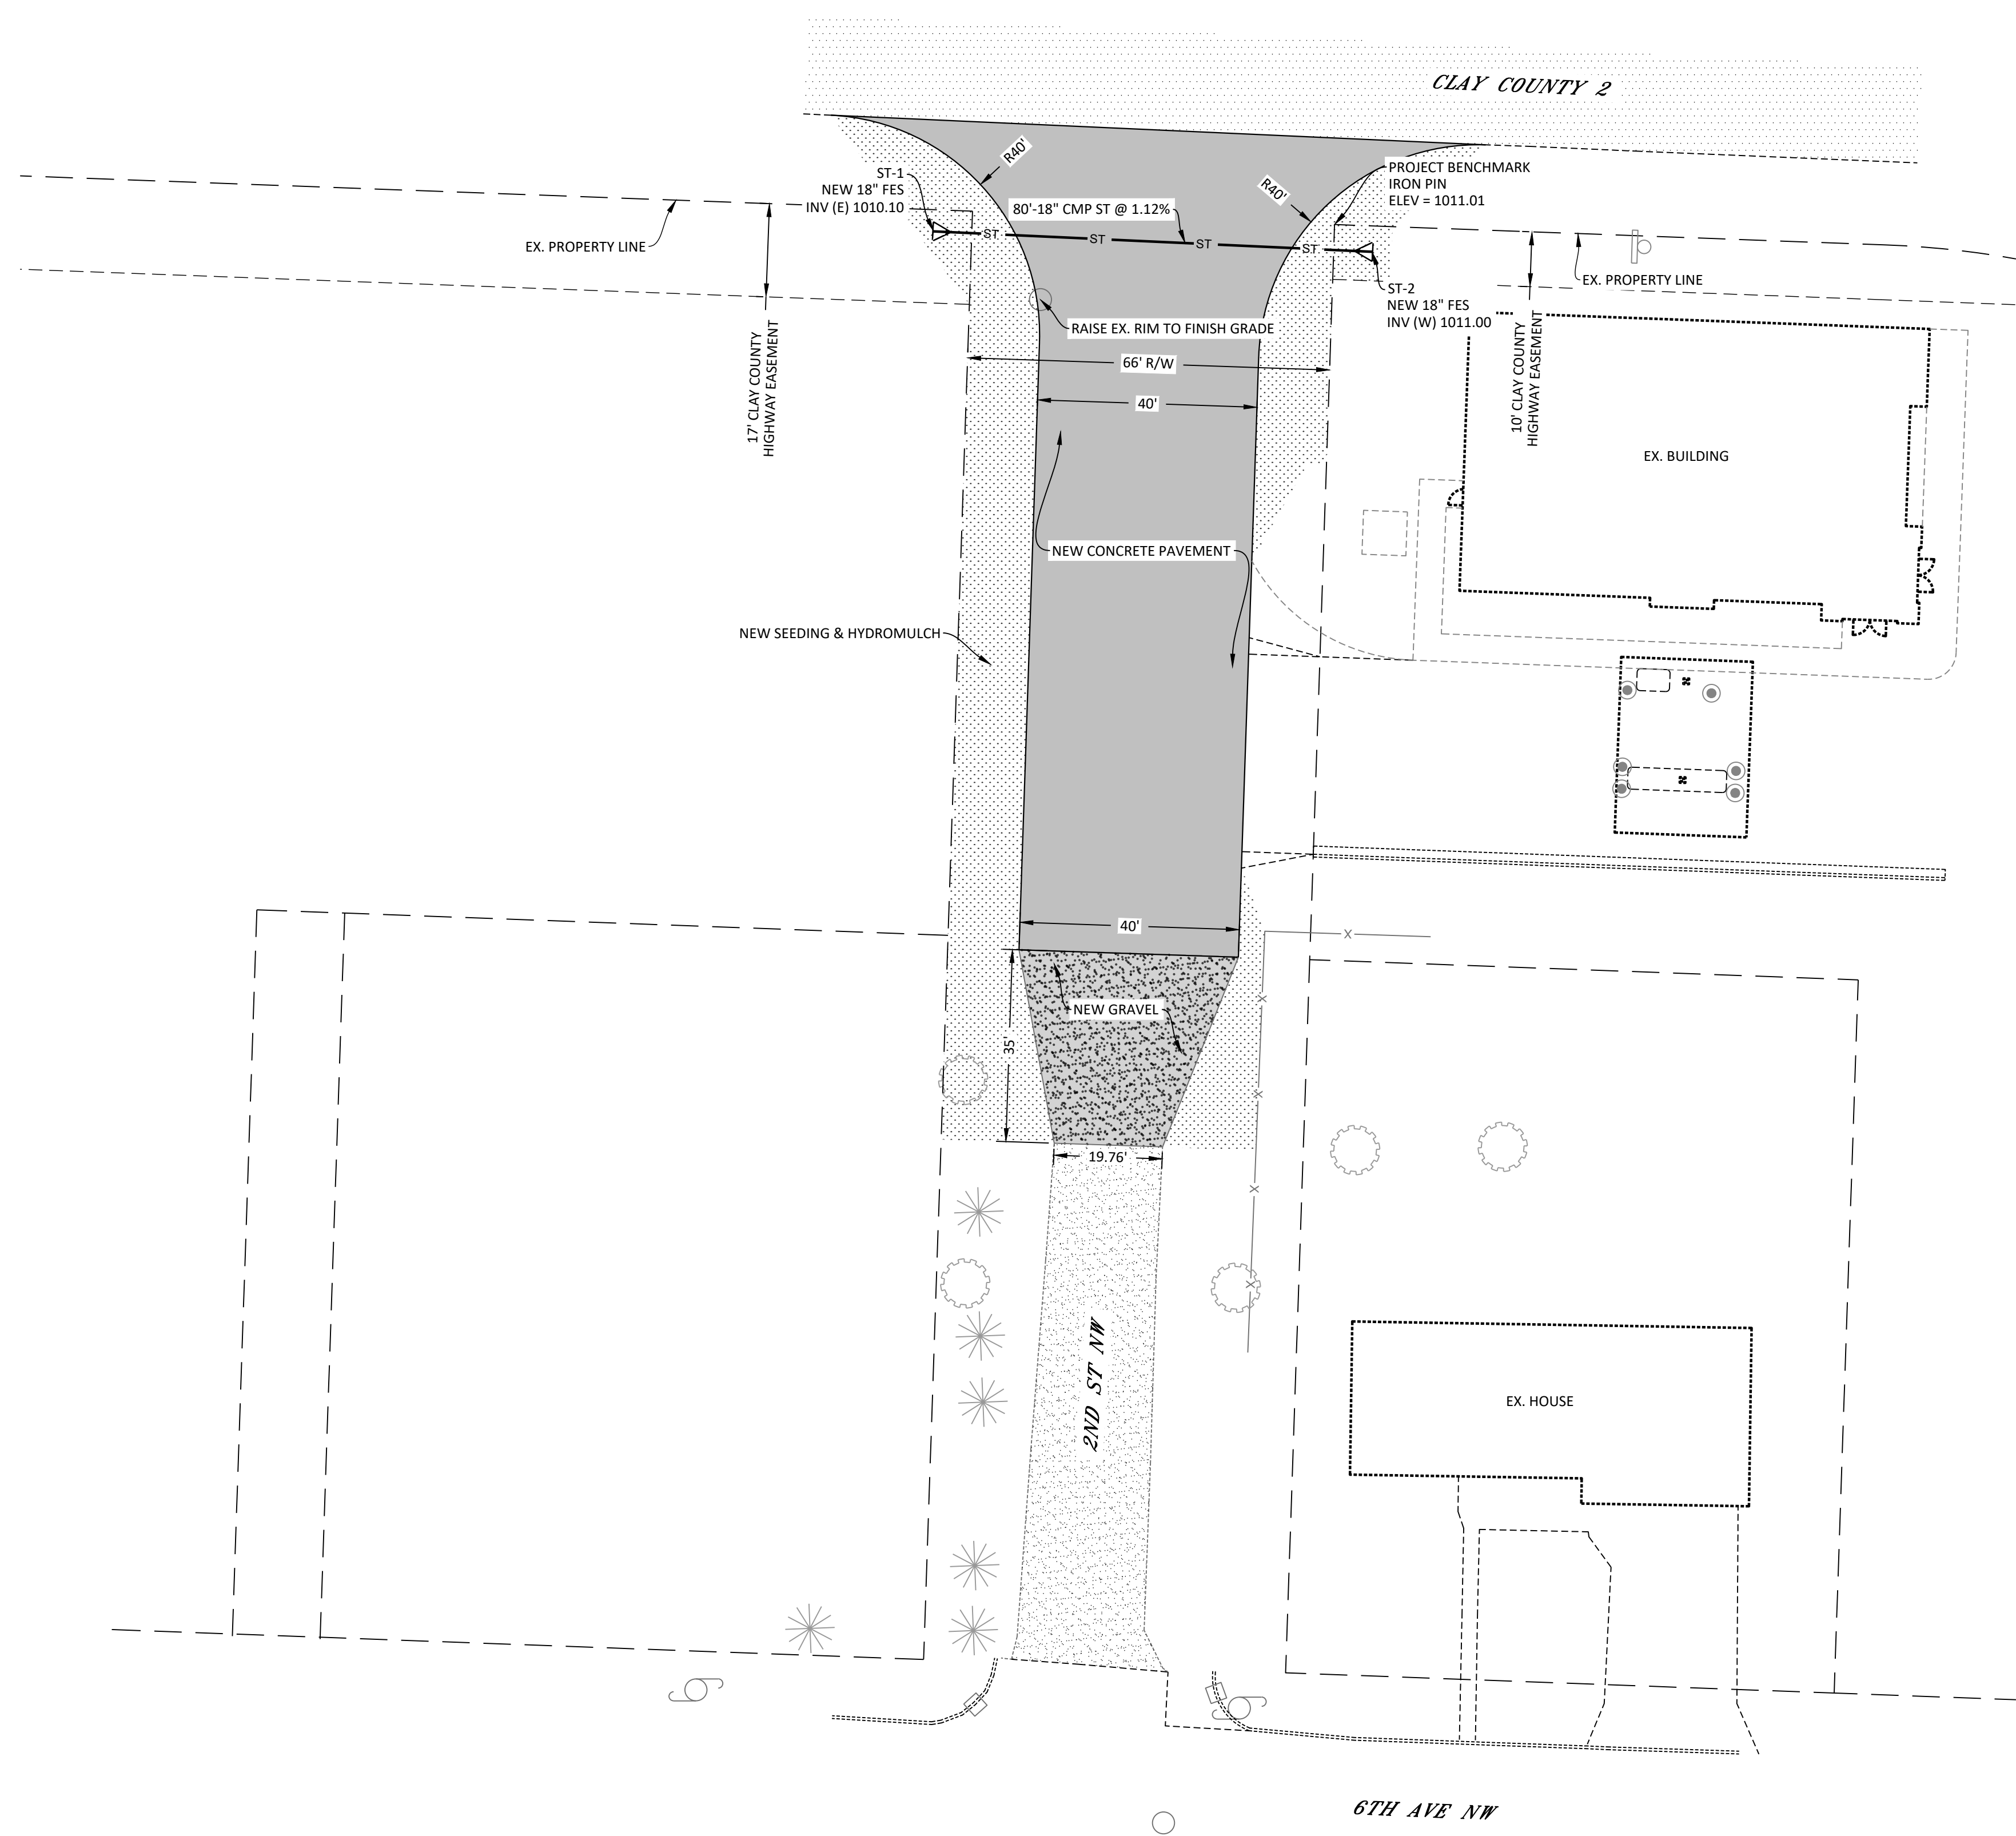 CLAY COUNTY 2
R40'
R40'
ST-1
NEW 18" FES
INV (E) 1010.10
PROJECT BENCHMARK
IRON PIN
ELEV = 1011.01
80'-18" CMP ST @ 1.12%
ST
ST
ST
ST
EX. PROPERTY LINE
EX. PROPERTY LINE
ST-2
NEW 18" FES
INV (W) 1011.00
RAISE EX. RIM TO FINISH GRADE
17' CLAY COUNTY
HIGHWAY EASEMENT
10' CLAY COUNTY
HIGHWAY EASEMENT
66' R/W
40'
EX. BUILDING
NEW CONCRETE PAVEMENT
NEW SEEDING & HYDROMULCH
40'
X
X
NEW GRAVEL
35'
X
19.76'
X
X
2ND ST NW
EX. HOUSE
6TH AVE NW